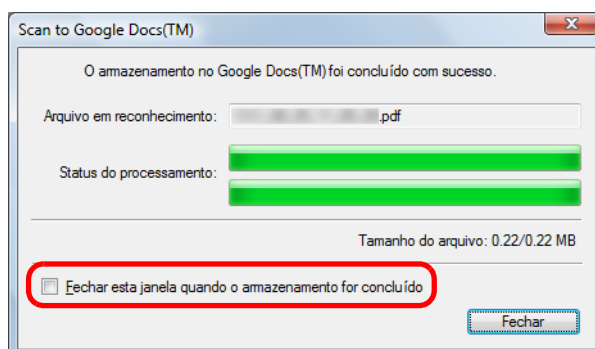 Scan to Google Docs(TM)
O armazenamento no Google Docs(TM) foi concluído com sucesso.
Arquivo em reconhecimento: .pdf
Status do processamento:
Tamanho do arquivo: 0.22/0.22 MB
Fechar esta janela quando o armazenamento for concluído
Fechar